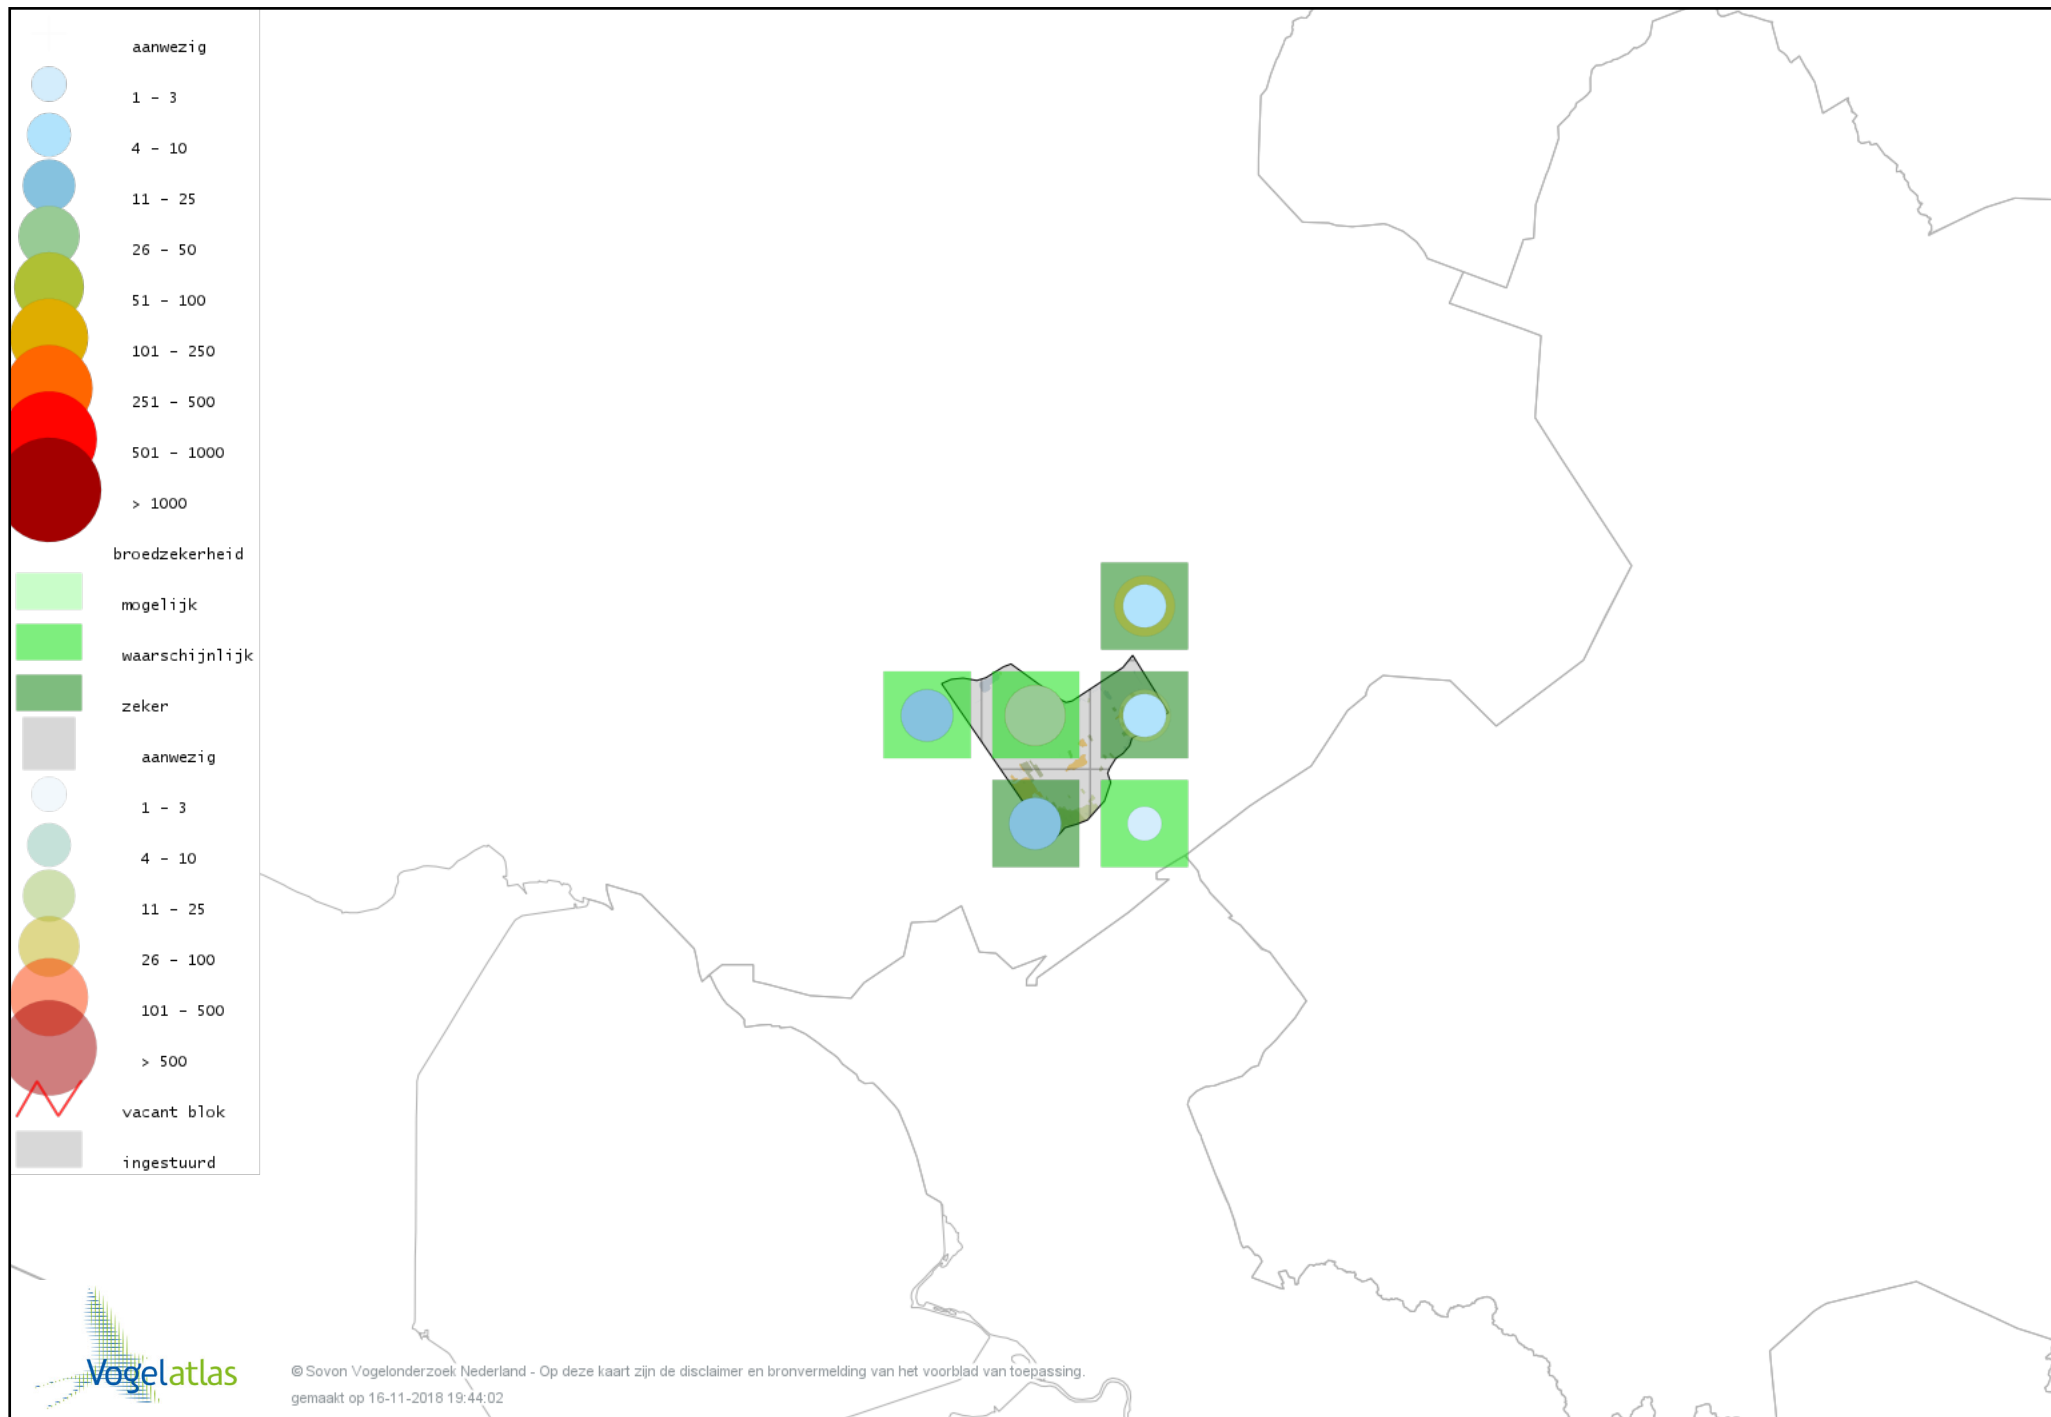 aanwezig
1 - 3
4 - 10
11 - 25
26 - 50
51 - 100
101 - 250
251 - 500
501 - 1000
> 1000
broedzekerheid
mogelijk
waarschijnlijk
zeker
aanwezig
1 - 3
4 - 10
11 - 25
26 - 100
101 - 500
> 500
vacant blok
ingestuurd
Vogelatlas
© Sovon Vogelonderzoek Nederland - Op deze kaart zijn de disclaimer en bronvermelding van het voorblad van toepassing.
gemaakt op 16-11-2018 19:44:02